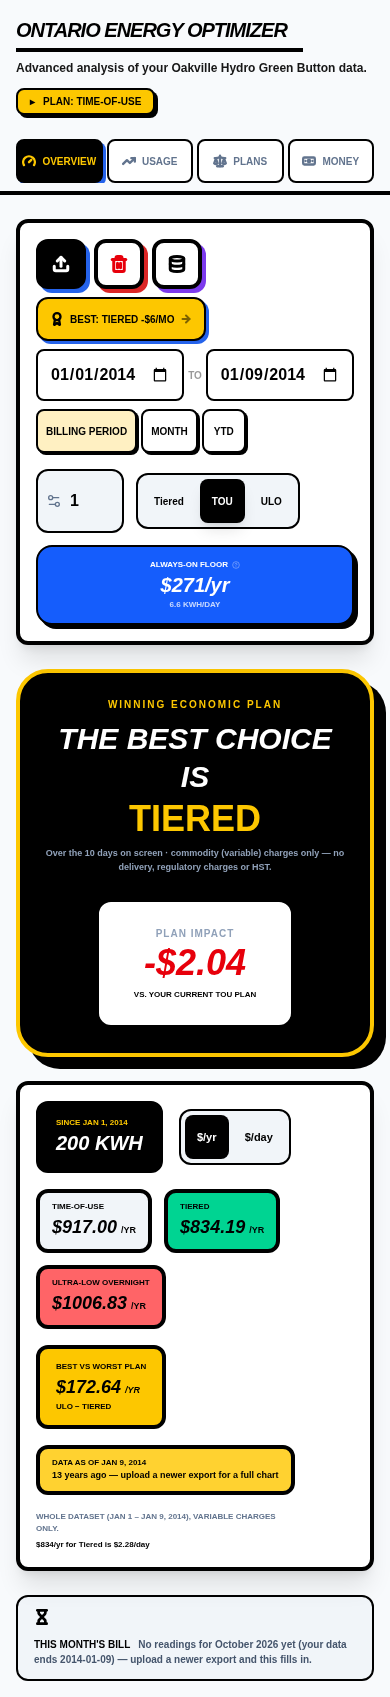 ONTARIO ENERGY OPTIMIZER
Advanced analysis of your Oakville Hydro Green Button data.
► PLAN: TIME-OF-USE
OVERVIEW
USAGE
PLANS
MONEY
BEST: TIERED -$6/MO →
01/01/2014
TO
01/09/2014
BILLING PERIOD
MONTH
YTD
1
Tiered
TOU
ULO
ALWAYS-ON FLOOR
$271/yr
6.6 KWH/DAY
WINNING ECONOMIC PLAN
THE BEST CHOICE
IS
TIERED
Over the 10 days on screen · commodity (variable) charges only — no
delivery, regulatory charges or HST.
PLAN IMPACT
-$2.04
VS. YOUR CURRENT TOU PLAN
SINCE JAN 1, 2014
200 KWH
$/yr
$/day
TIME-OF-USE
$917.00 /YR
TIERED
$834.19 /YR
ULTRA-LOW OVERNIGHT
$1006.83 /YR
BEST VS WORST PLAN
$172.64 /YR
ULO − TIERED
DATA AS OF JAN 9, 2014
13 years ago — upload a newer export for a full chart
WHOLE DATASET (JAN 1 – JAN 9, 2014), VARIABLE CHARGES
ONLY.
$834/yr for Tiered is $2.28/day
THIS MONTH'S BILL No readings for October 2026 yet (your data
ends 2014-01-09) — upload a newer export and this fills in.